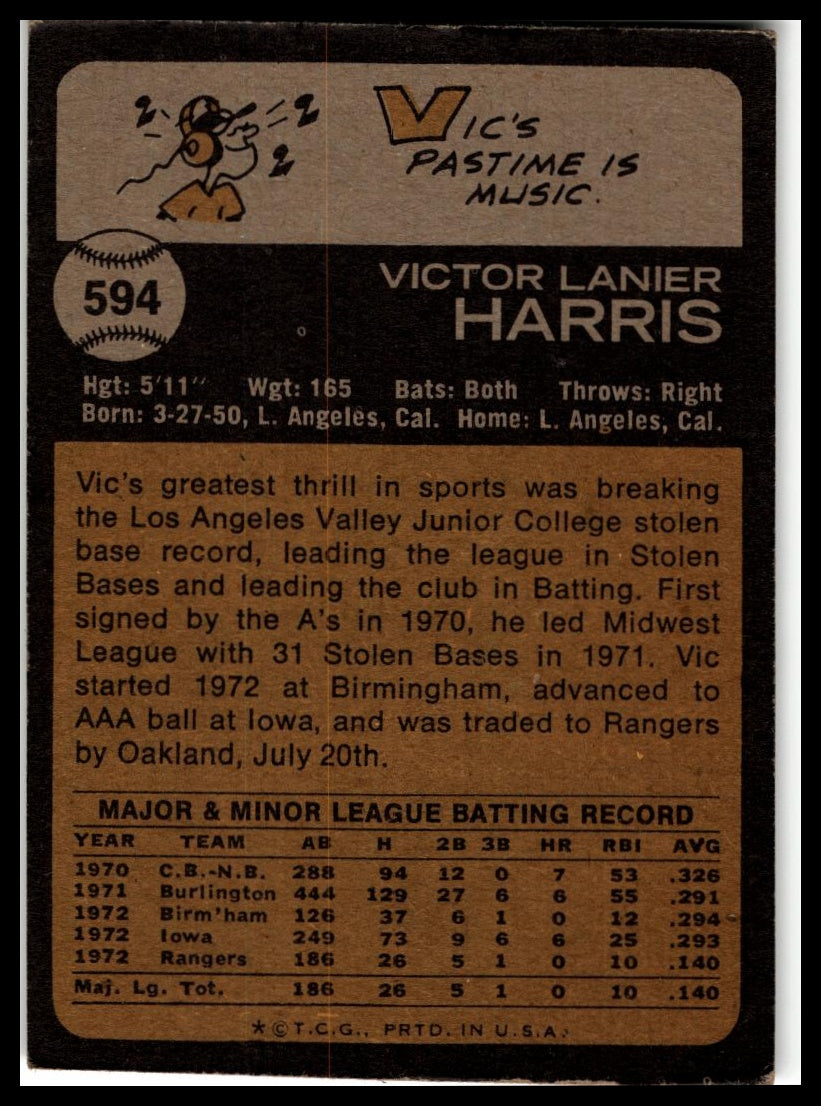 VIC'S
PASTIME IS
MUSIC.
594
VICTOR LANIER
HARRIS
Hgt: 5'11" Wgt: 165 Bats: Both Throws: Right
Born: 3-27-50, L. Angeles, Cal. Home: L. Angeles, Cal.
Vic's greatest thrill in sports was breaking
the Los Angeles Valley Junior College stolen
base record, leading the league in Stolen
Bases and leading the club in Batting. First
signed by the A's in 1970, he led Midwest
League with 31 Stolen Bases in 1971. Vic
started 1972 at Birmingham, advanced to
AAA ball at Iowa, and was traded to Rangers
by Oakland, July 20th.
MAJOR & MINOR LEAGUE BATTING RECORD
YEAR TEAM AB H 2B 3B HR RBI AVG
1970 C.B.-N.B. 288 94 12 0 7 53 .326
1971 Burlington 444 129 27 6 6 55 .291
1972 Birm'ham 126 37 6 1 0 12 .294
1972 Iowa 249 73 9 6 6 25 .293
1972 Rangers 186 26 5 1 0 10 .140
Maj. Lg. Tot. 186 26 5 1 0 10 .140
*© T.C.G., PRTD. IN U.S.A.